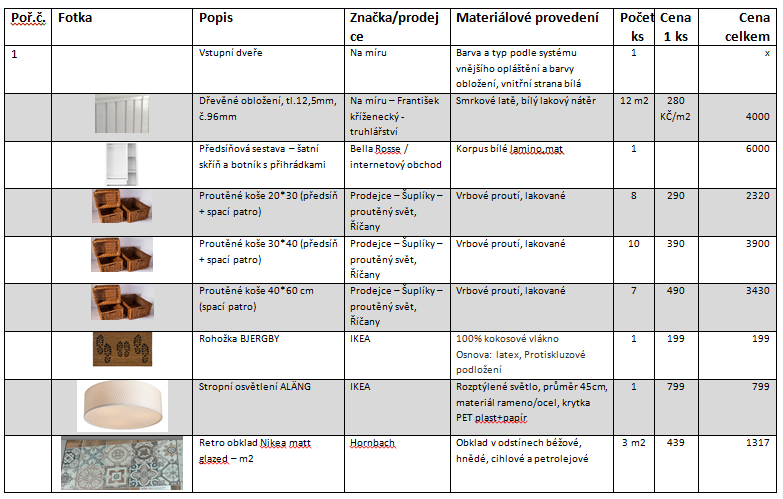 Poř.č. Fotka Popis Značka/prodej Materiálové provedení Počet Cena Cena
ce ks 1 ks celkem
1 Vstupní dveře Na míru Barva a typ podle systému 1 x
vnějšího opláštění a barvy
obložení, vnitřní strana bílá
Dřevěné obložení, tl.12,5mm, Na míru – František Smrkové latě, bílý lakový nátěr 12 m2 280
č.96mm kříženecký - KČ/m2 4000
truhlářství
Předsíňová sestava – šatní Bella Rosse / Korpus bílé lamino,mat 1 6000
skříň a botník s přihrádkami internetový obchod
Proutěné koše 20*30 (předsíň Prodejce – Šuplíky – Vrbové proutí, lakované 8 290 2320
+ spací patro) proutěný svět,
Říčany
Proutěné koše 30*40 (předsíň Prodejce – Šuplíky – Vrbové proutí, lakované 10 390 3900
+ spací patro) proutěný svět,
Říčany
Proutěné koše 40*60 cm Prodejce – Šuplíky – Vrbové proutí, lakované 7 490 3430
(spací patro) proutěný svět,
Říčany
Rohožka BJERGBY IKEA 100% kokosové vlákno 1 199 199
Osnova: latex, Protiskluzové
podložení
Stropní osvětlení ALÄNG IKEA Rozptýlené světlo, průměr 45cm, 1 799 799
materiál rameno/ocel, krytka
PET plast+papír
Retro obklad Nikea matt Hornbach Obklad v odstínech béžové, 3 m2 439 1317
glazed – m2 hnědé, cihlové a petrolejové